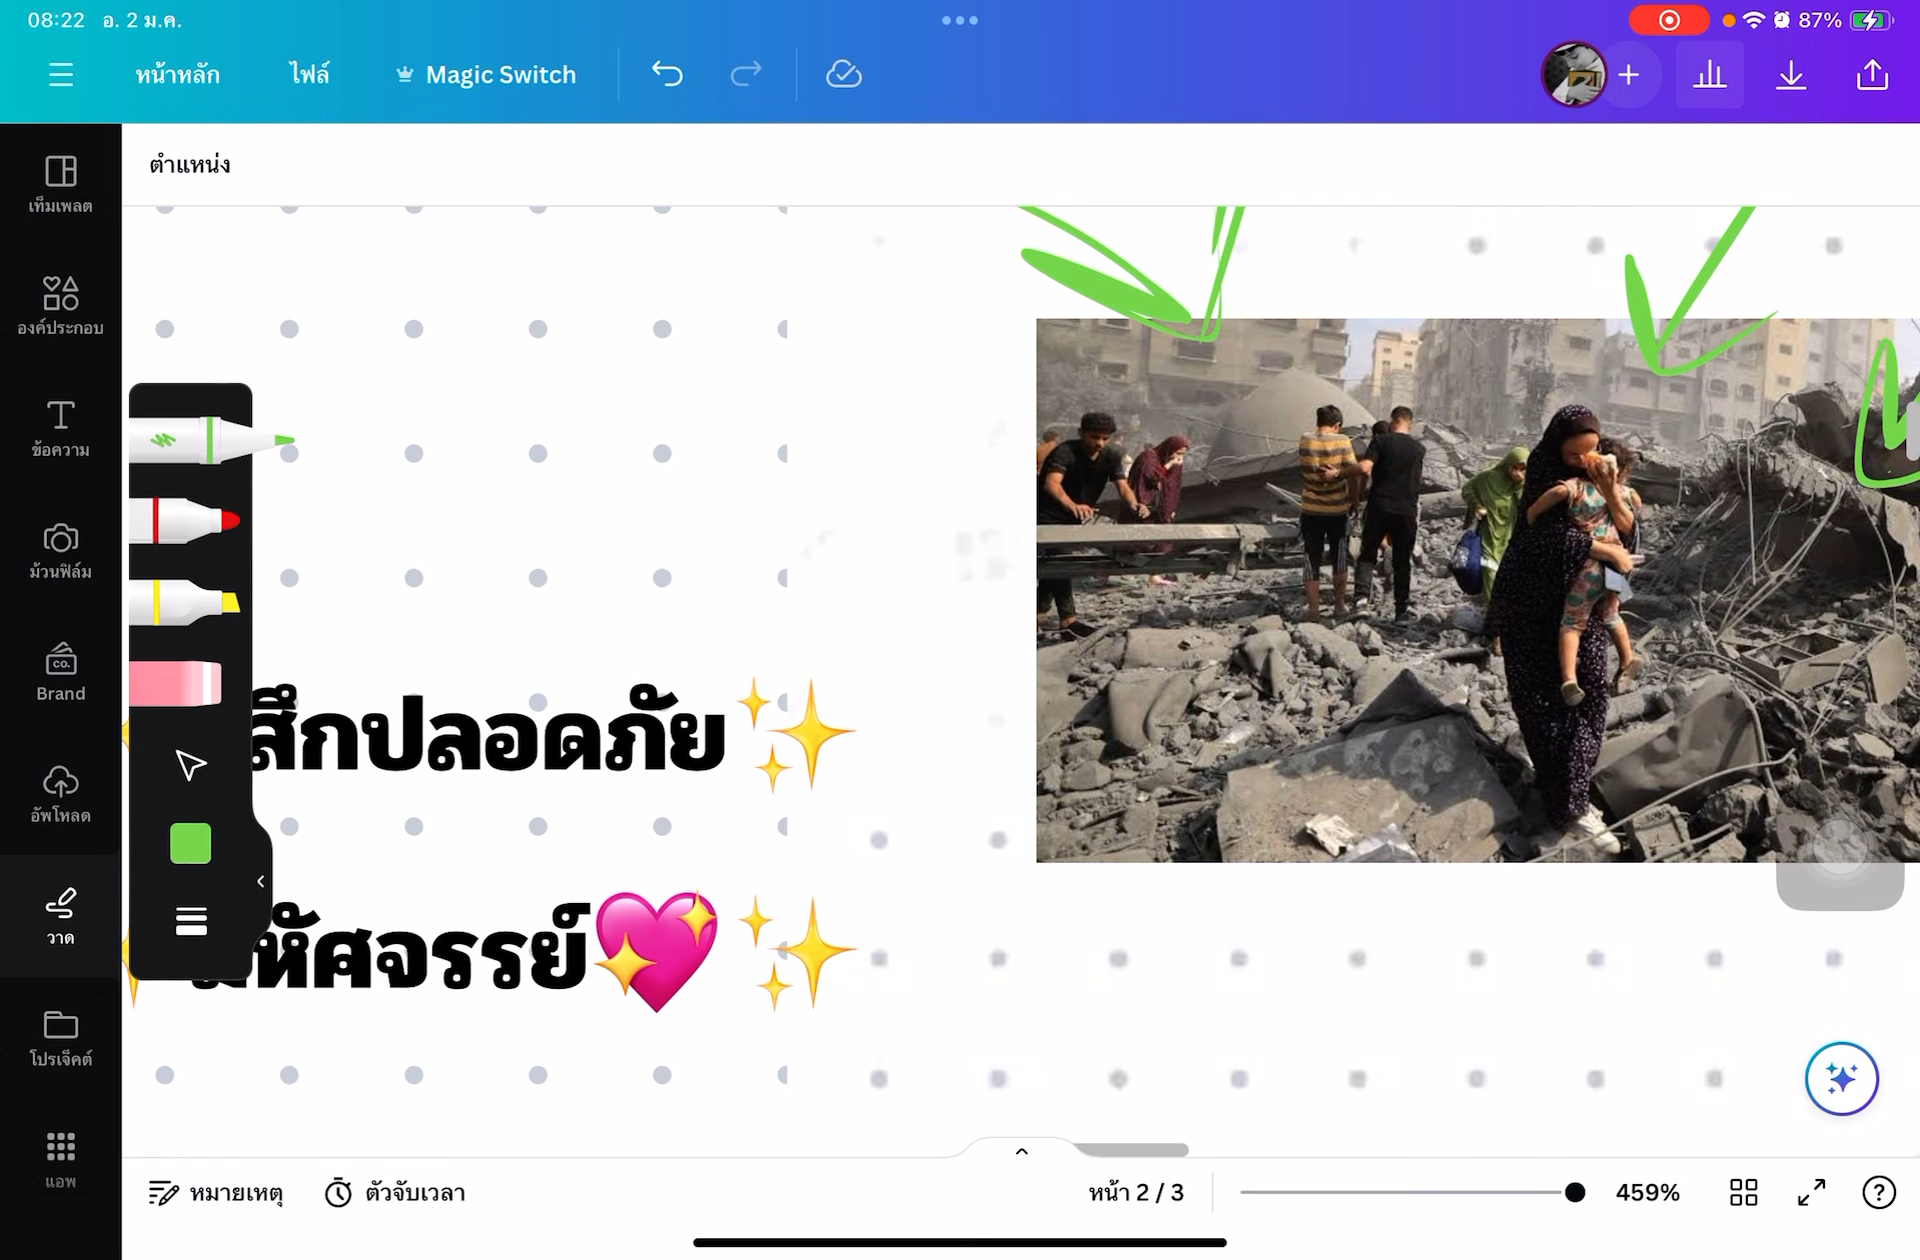 08:22 อ. 2 ม.ค.
87%
หน้าหลัก
ไฟล์
Magic Switch
ตำแหน่ง
เท็มเพลต
องค์ประกอบ
ข้อความ
ม้วนฟิล์ม
CO.
Brand
อัพโหลด
วาด
โปรเจ็คต์
แอพ
สึกปลอดภัย
หัศจรรย์
หมายเหตุ
ตัวจับเวลา
หน้า 2 / 3
459%